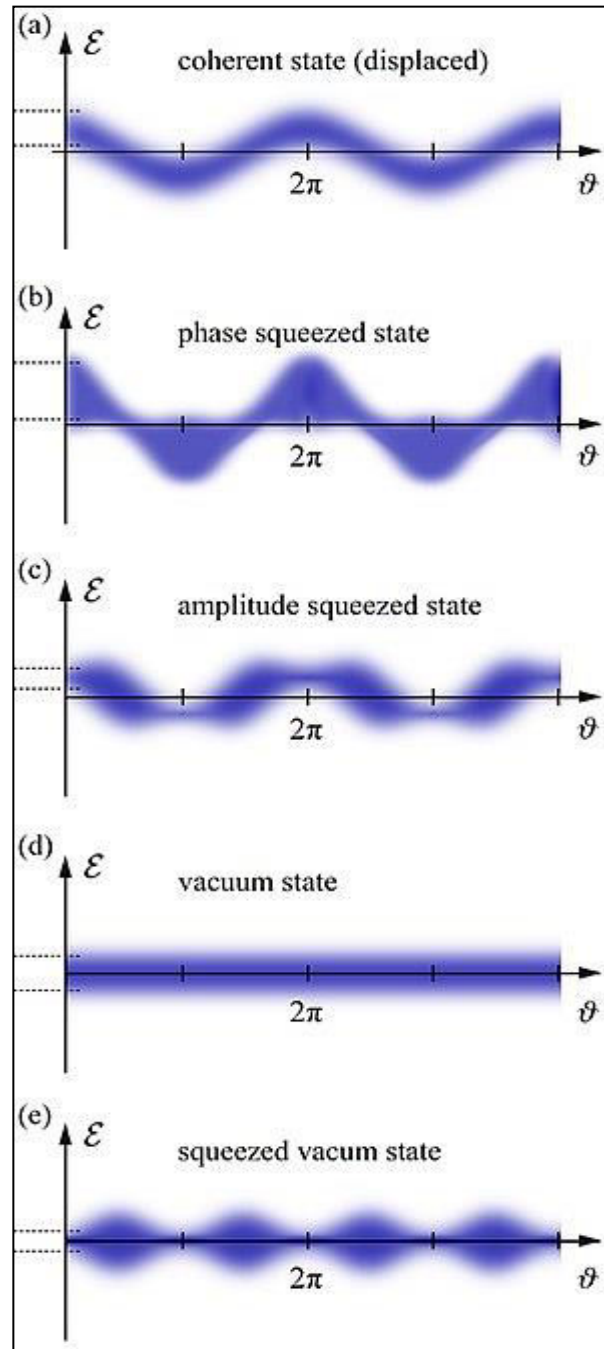 (a)
ℰ
coherent state (displaced)
2π
ϑ
(b)
ℰ
phase squeezed state
2π
ϑ
(c)
ℰ
amplitude squeezed state
2π
ϑ
(d)
ℰ
vacuum state
2π
ϑ
(e)
ℰ
squeezed vacum state
2π
ϑ